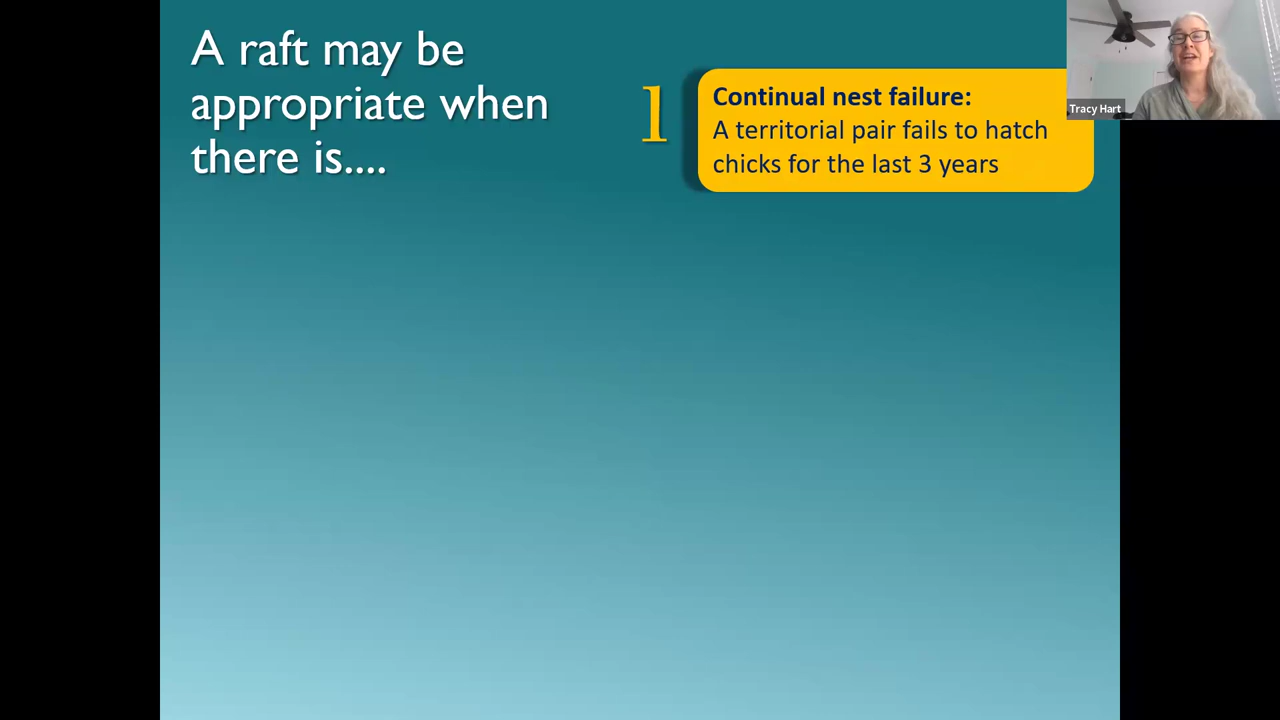 A raft may be
appropriate when
there is....
1
Continual nest failure:
A territorial pair fails to hatch
chicks for the last 3 years
Tracy Hart